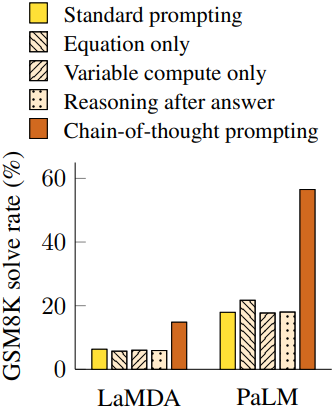 Standard prompting
Equation only
Variable compute only
Reasoning after answer
Chain-of-thought prompting
GSM8K solve rate (%)
60
40
20
0
LaMDA PaLM